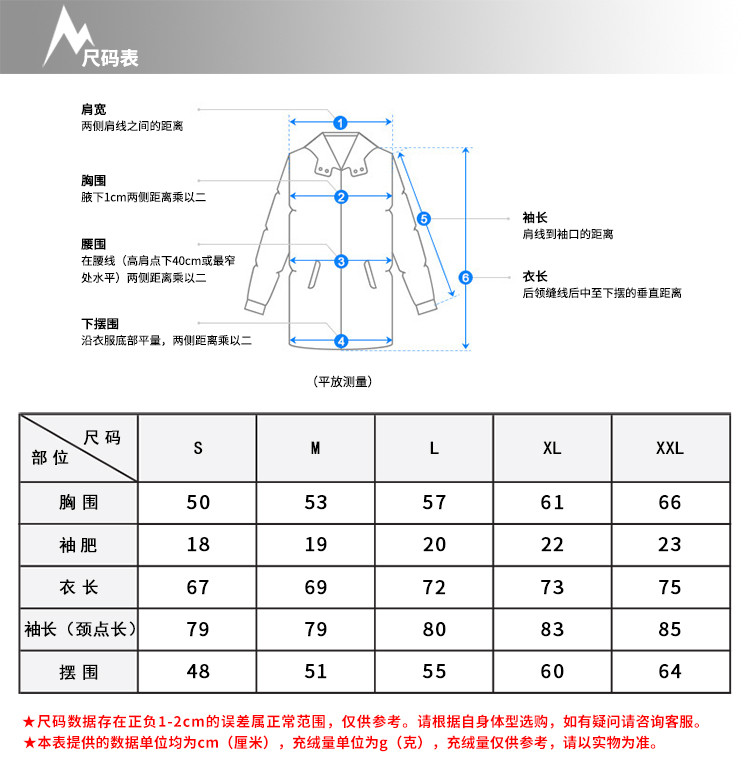 尺码表
肩宽
两侧肩线之间的距离
胸围
腋下1cm两侧距离乘以二
腰围
在腰线（高肩点下40cm或最窄
处水平）两侧距离乘以二
下摆围
沿衣服底部平量，两侧距离乘以二
袖长
肩线到袖口的距离
衣长
后领缝线后中至下摆的垂直距离
1
2
3
4
5
6
（平放测量）
部位 尺码 S M L XL XXL
胸围 50 53 57 61 66
袖肥 18 19 20 22 23
衣长 67 69 72 73 75
袖长（颈点长） 79 79 80 83 85
摆围 48 51 55 60 64
★尺码数据存在正负1-2cm的误差属正常范围，仅供参考。请根据自身体型选购，如有疑问请咨询客服。
★本表提供的数据单位均为cm（厘米），充绒量单位为g（克），充绒量仅供参考，请以实物为准。